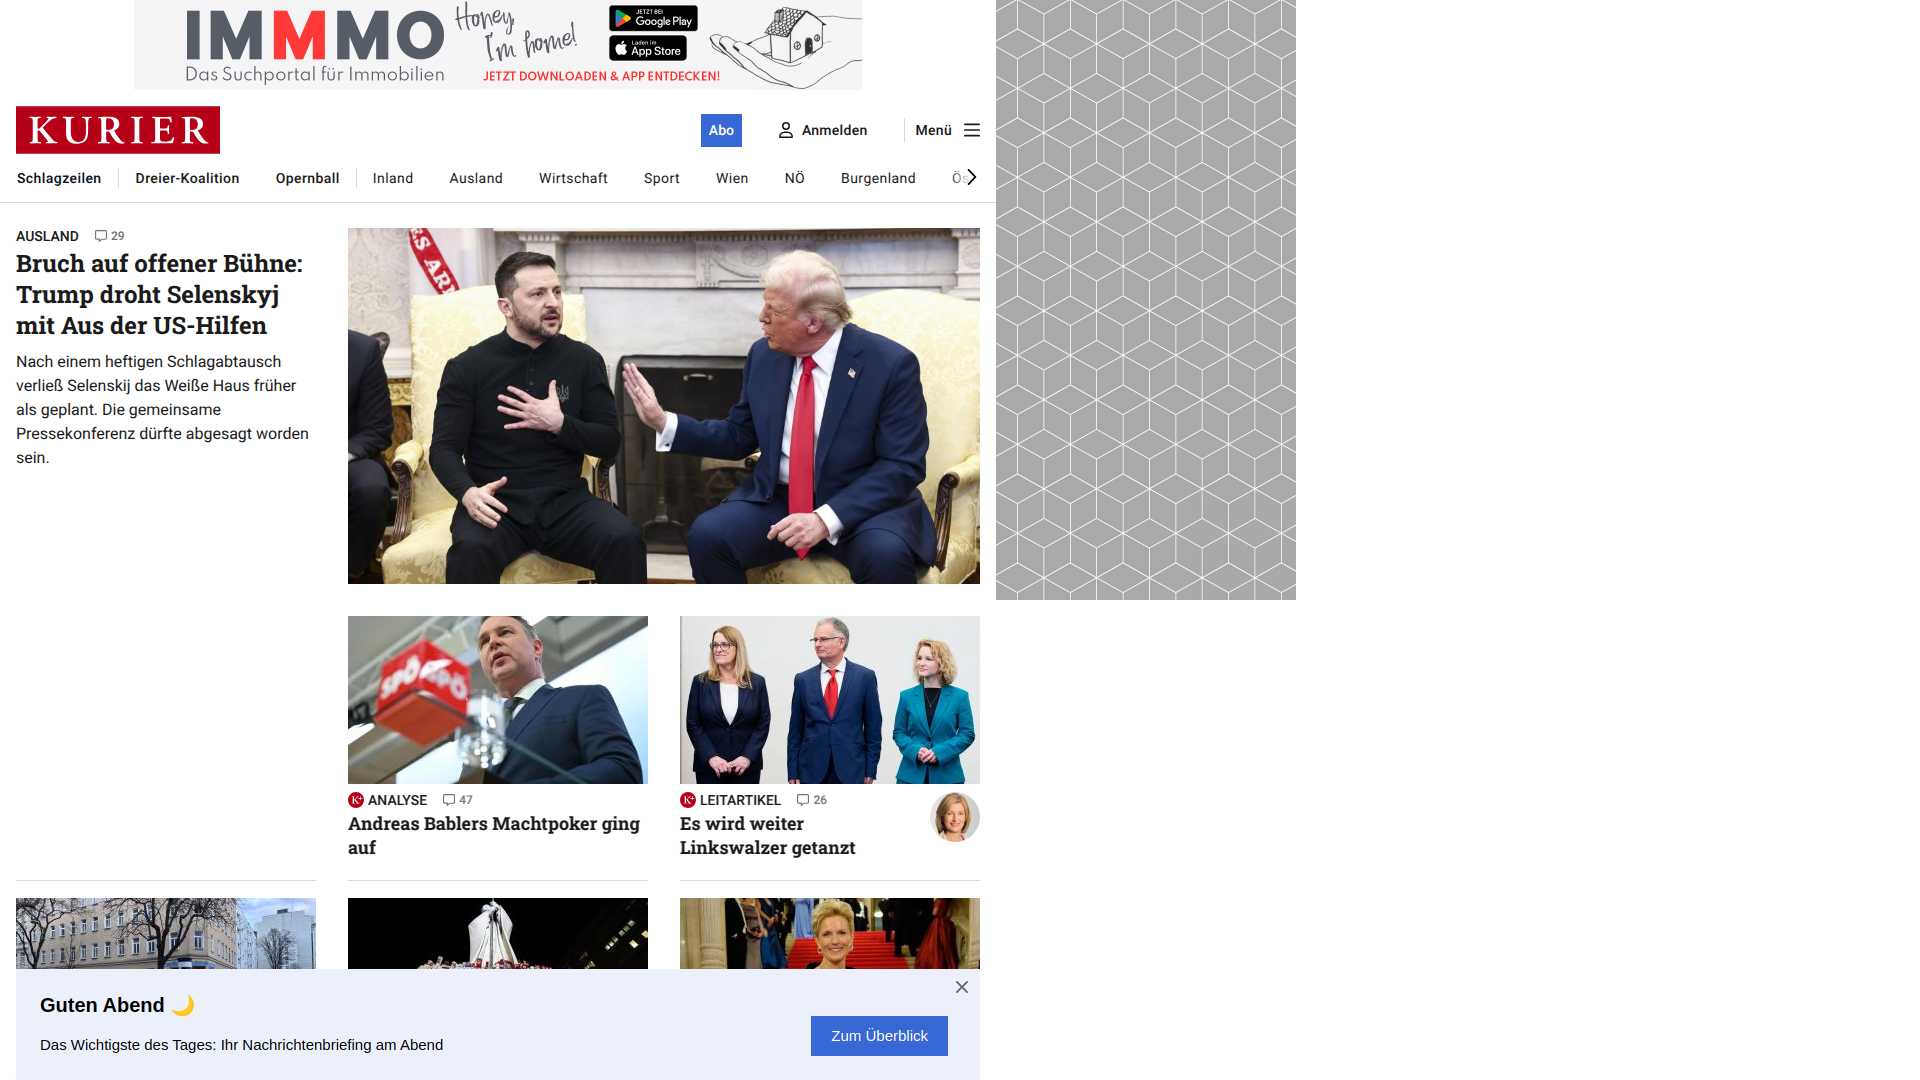 IMMMO
Das Suchportal für Immobilien
Honey,
I'm home!
JETZT BEI
Google Play
Laden im
App Store
JETZT DOWNLOADEN & APP ENTDECKEN!
KURIER
Abo
Anmelden
Menü
Schlagzeilen
Dreier-Koalition
Opernball
Inland
Ausland
Wirtschaft
Sport
Wien
NÖ
Burgenland
AUSLAND 29
Bruch auf offener Bühne:
Trump droht Selenskyj
mit Aus der US-Hilfen
Nach einem heftigen Schlagabtausch
verließ Selenskij das Weiße Haus früher
als geplant. Die gemeinsame
Pressekonferenz dürfte abgesagt worden
sein.
SPÖ
SPÖ
K+ ANALYSE 47
Andreas Bablers Machtpoker ging
auf
K+ LEITARTIKEL 26
Es wird weiter
Linkswalzer getanzt
Guten Abend 🌙
Das Wichtigste des Tages: Ihr Nachrichtenbriefing am Abend
Zum Überblick